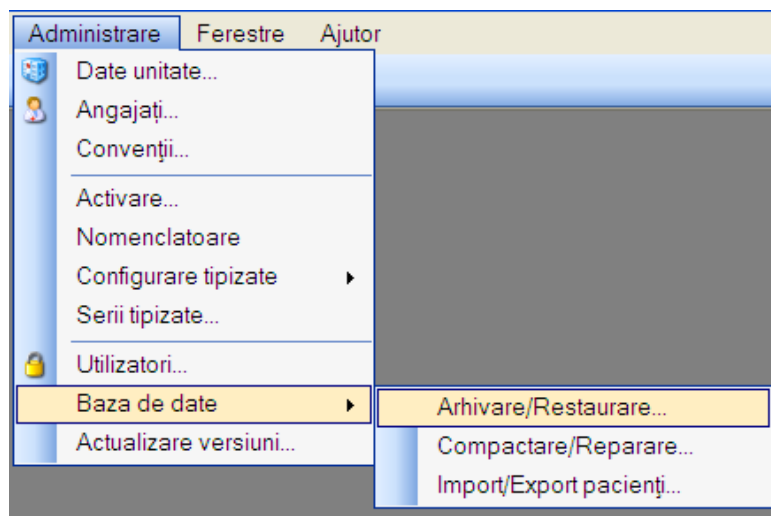 Administrare Ferestre Ajutor
Date unitate...
Angajați...
Convenții...
Activare...
Nomenclatoare
Configurare tipizate
Serii tipizate...
Utilizatori...
Baza de date
Arhivare/Restaurare...
Actualizare versiuni...
Compactare/Reparare...
Import/Export pacienți...